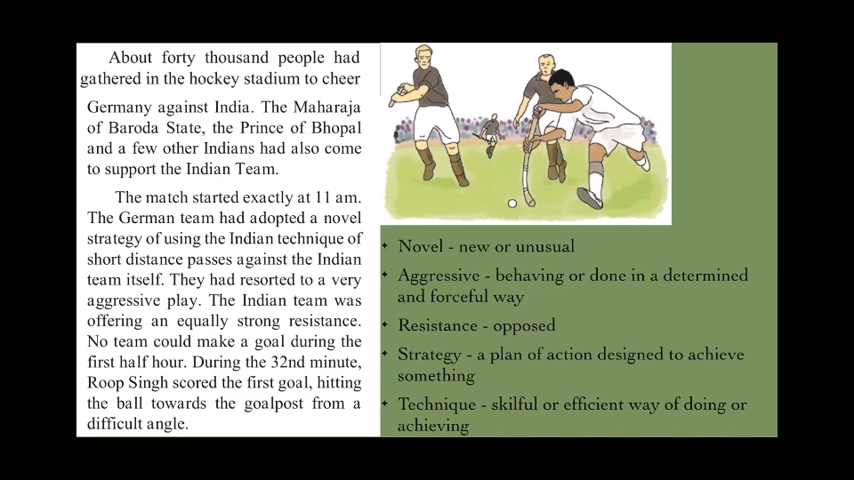 About forty thousand people had
gathered in the hockey stadium to cheer
Germany against India. The Maharaja
of Baroda State, the Prince of Bhopal
and a few other Indians had also come
to support the Indian Team.
The match started exactly at 11 am.
The German team had adopted a novel
strategy of using the Indian technique of
short distance passes against the Indian
team itself. They had resorted to a very
aggressive play. The Indian team was
offering an equally strong resistance.
No team could make a goal during the
first half hour. During the 32nd minute,
Roop Singh scored the first goal, hitting
the ball towards the goalpost from a
difficult angle.
Novel - new or unusual
Aggressive - behaving or done in a determined
and forceful way
Resistance - opposed
Strategy - a plan of action designed to achieve
something
Technique - skilful or efficient way of doing or
achieving